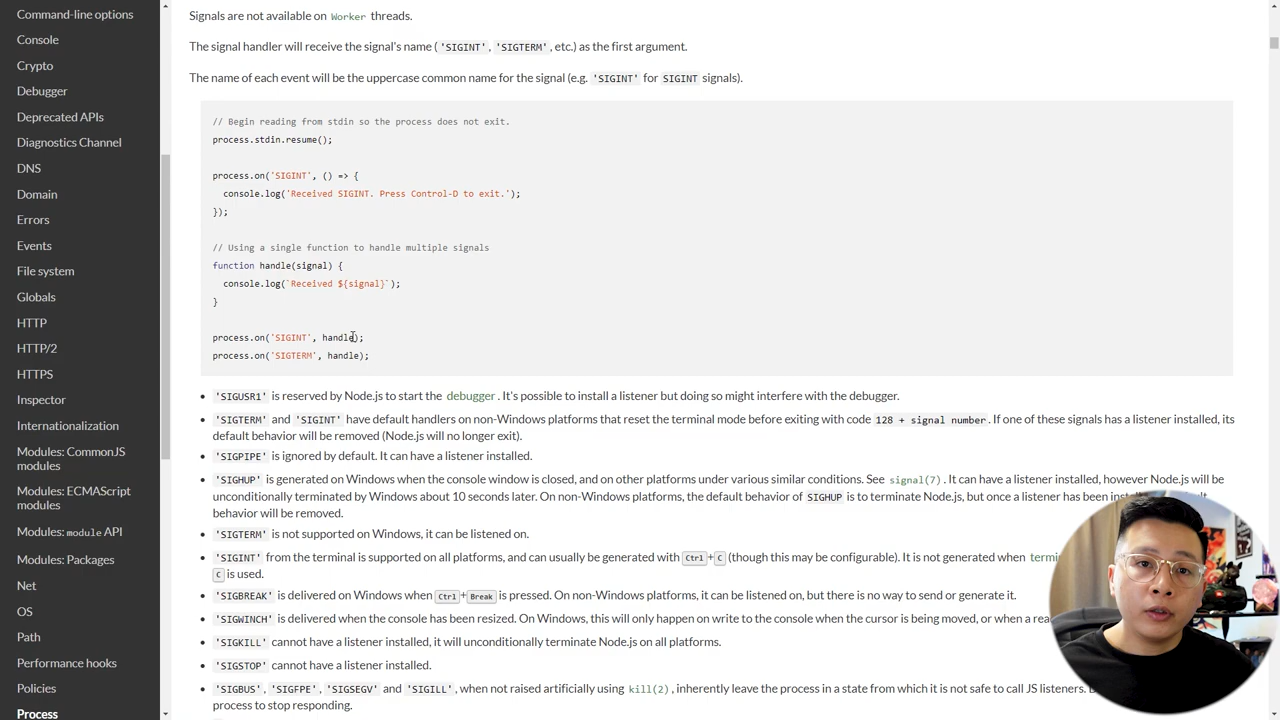 Command-line options
Console
Crypto
Debugger
Deprecated APIs
Diagnostics Channel
DNS
Domain
Errors
Events
File system
Globals
HTTP
HTTP/2
HTTPS
Inspector
Internationalization
Modules: CommonJS
modules
Modules: ECMAScript
modules
Modules: module API
Modules: Packages
Net
OS
Path
Performance hooks
Policies
Process
Signals are not available on Worker threads.
The signal handler will receive the signal's name ( 'SIGINT', 'SIGTERM', etc.) as the first argument.
The name of each event will be the uppercase common name for the signal (e.g. 'SIGINT' for SIGINT signals).
// Begin reading from stdin so the process does not exit.
process.stdin.resume();
process.on('SIGINT', () => {
console.log('Received SIGINT. Press Control-D to exit.');
});
// Using a single function to handle multiple signals
function handle(signal) {
console.log(`Received ${signal}`);
}
process.on('SIGINT', handle);
process.on('SIGTERM', handle);
'SIGUSR1' is reserved by Node.js to start the debugger. It's possible to install a listener but doing so might interfere with the debugger.
'SIGTERM' and 'SIGINT' have default handlers on non-Windows platforms that reset the terminal mode before exiting with code 128 + signal number. If one of these signals has a listener installed, its
default behavior will be removed (Node.js will no longer exit).
'SIGPIPE' is ignored by default. It can have a listener installed.
'SIGHUP' is generated on Windows when the console window is closed, and on other platforms under various similar conditions. See signal(7). It can have a listener installed, however Node.js will be
unconditionally terminated by Windows about 10 seconds later. On non-Windows platforms, the default behavior of SIGHUP is to terminate Node.js, but once a listener has been
behavior will be removed.
'SIGTERM' is not supported on Windows, it can be listened on.
'SIGINT' from the terminal is supported on all platforms, and can usually be generated with Ctrl+C (though this may be configurable). It is not generated when
C is used.
'SIGBREAK' is delivered on Windows when Ctrl+Break is pressed. On non-Windows platforms, it can be listened on, but there is no way to send or generate it.
'SIGWINCH' is delivered when the console has been resized. On Windows, this will only happen on write to the console when the cursor is being moved, or when a
'SIGKILL' cannot have a listener installed, it will unconditionally terminate Node.js on all platforms.
'SIGSTOP' cannot have a listener installed.
'SIGBUS', 'SIGFPE', 'SIGSEGV' and 'SIGILL', when not raised artificially using kill(2), inherently leave the process in a state from which it is not safe to call JS listeners.
process to stop responding.